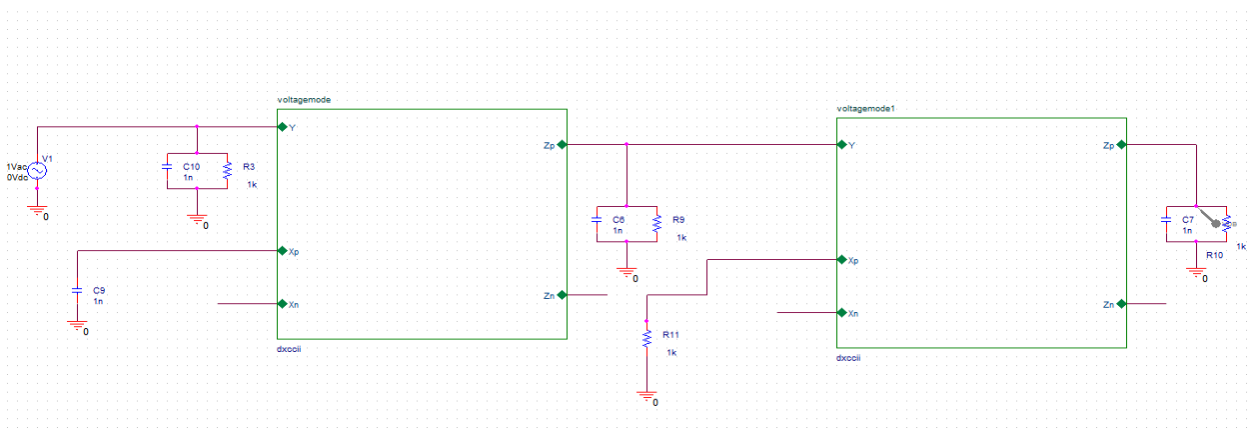 voltagemode
Y
Zp
Xp
Xn
Zn
dxccii
V1
1Vac
0Vdc
0
C10
1n
R3
1k
0
C9
1n
0
C6
1n
R9
1k
0
R11
1k
0
voltagemode1
Y
Zp
Xp
Xn
Zn
dxccii
C7
1n
1k
R10
0